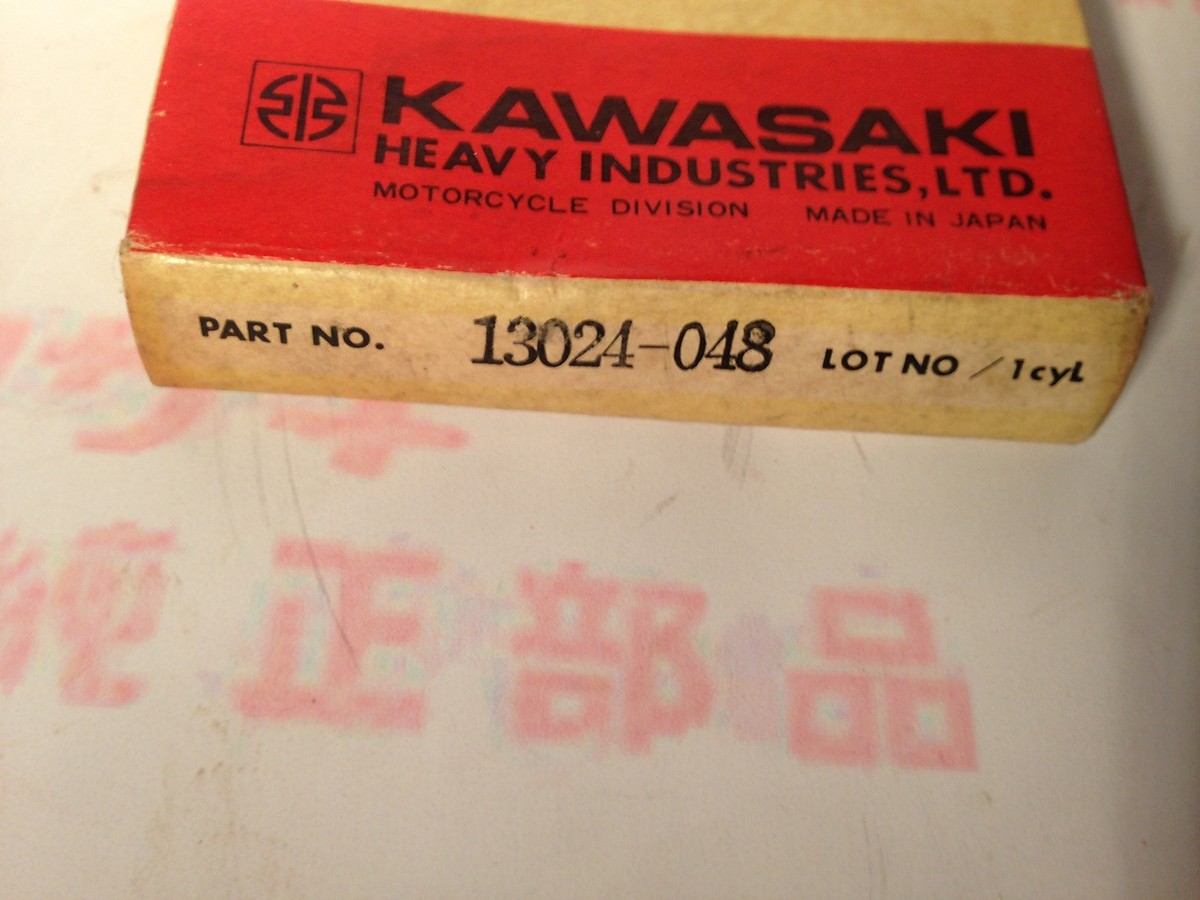 KAWASAKI
HEAVY INDUSTRIES, LTD.
MOTORCYCLE DIVISION MADE IN JAPAN
PART NO. 13024-048 LOT NO / 1cyL
純正部品